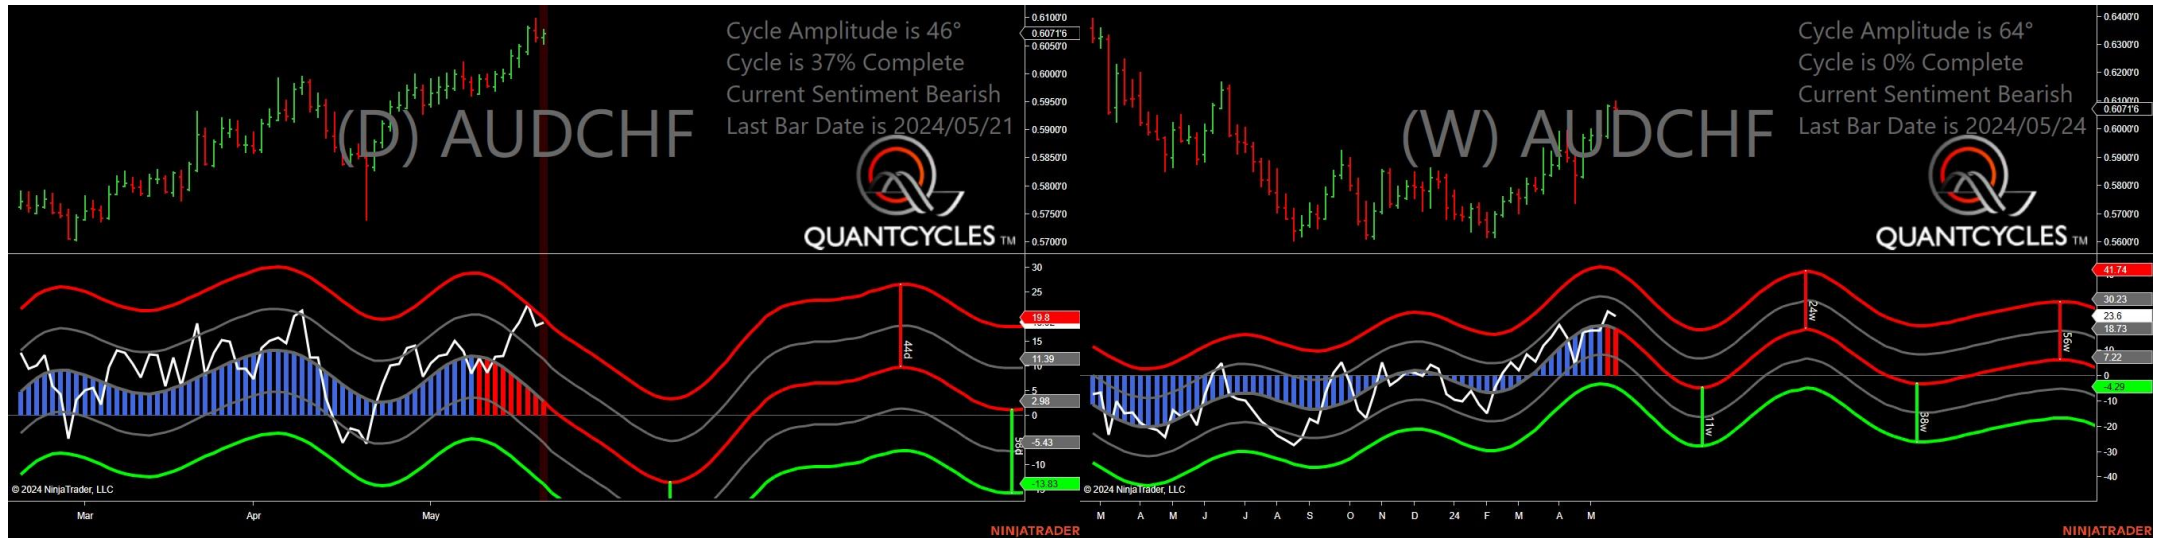 Cycle Amplitude is 46°
Cycle is 37% Complete
Current Sentiment Bearish
Last Bar Date is 2024/05/21
(D) AUDCHF
QUANTCYCLES TM
0.6100'0
0.6071'6
0.6050'0
0.6000'0
0.5950'0
0.5900'0
0.5850'0
0.5800'0
0.5750'0
0.5700'0
30
25
19.8
15
11.39
10
5
2.98
0
-5.43
-10
-13.83
44d
© 2024 NinjaTrader, LLC
Mar Apr May
NINJATRADER
Cycle Amplitude is 64°
Cycle is 0% Complete
Current Sentiment Bearish
Last Bar Date is 2024/05/24
(W) AUDCHF
QUANTCYCLES TM
0.6400'0
0.6300'0
0.6200'0
0.6100'0
0.6071'6
0.6000'0
0.5900'0
0.5800'0
0.5700'0
0.5600'0
41.74
30.23
23.6
18.73
10
7.22
0
-4.29
-10
-20
-30
-40
11w
24w
38w
56w
© 2024 NinjaTrader, LLC
M A M J J A S O N D 24 F M A M
NINJATRADER